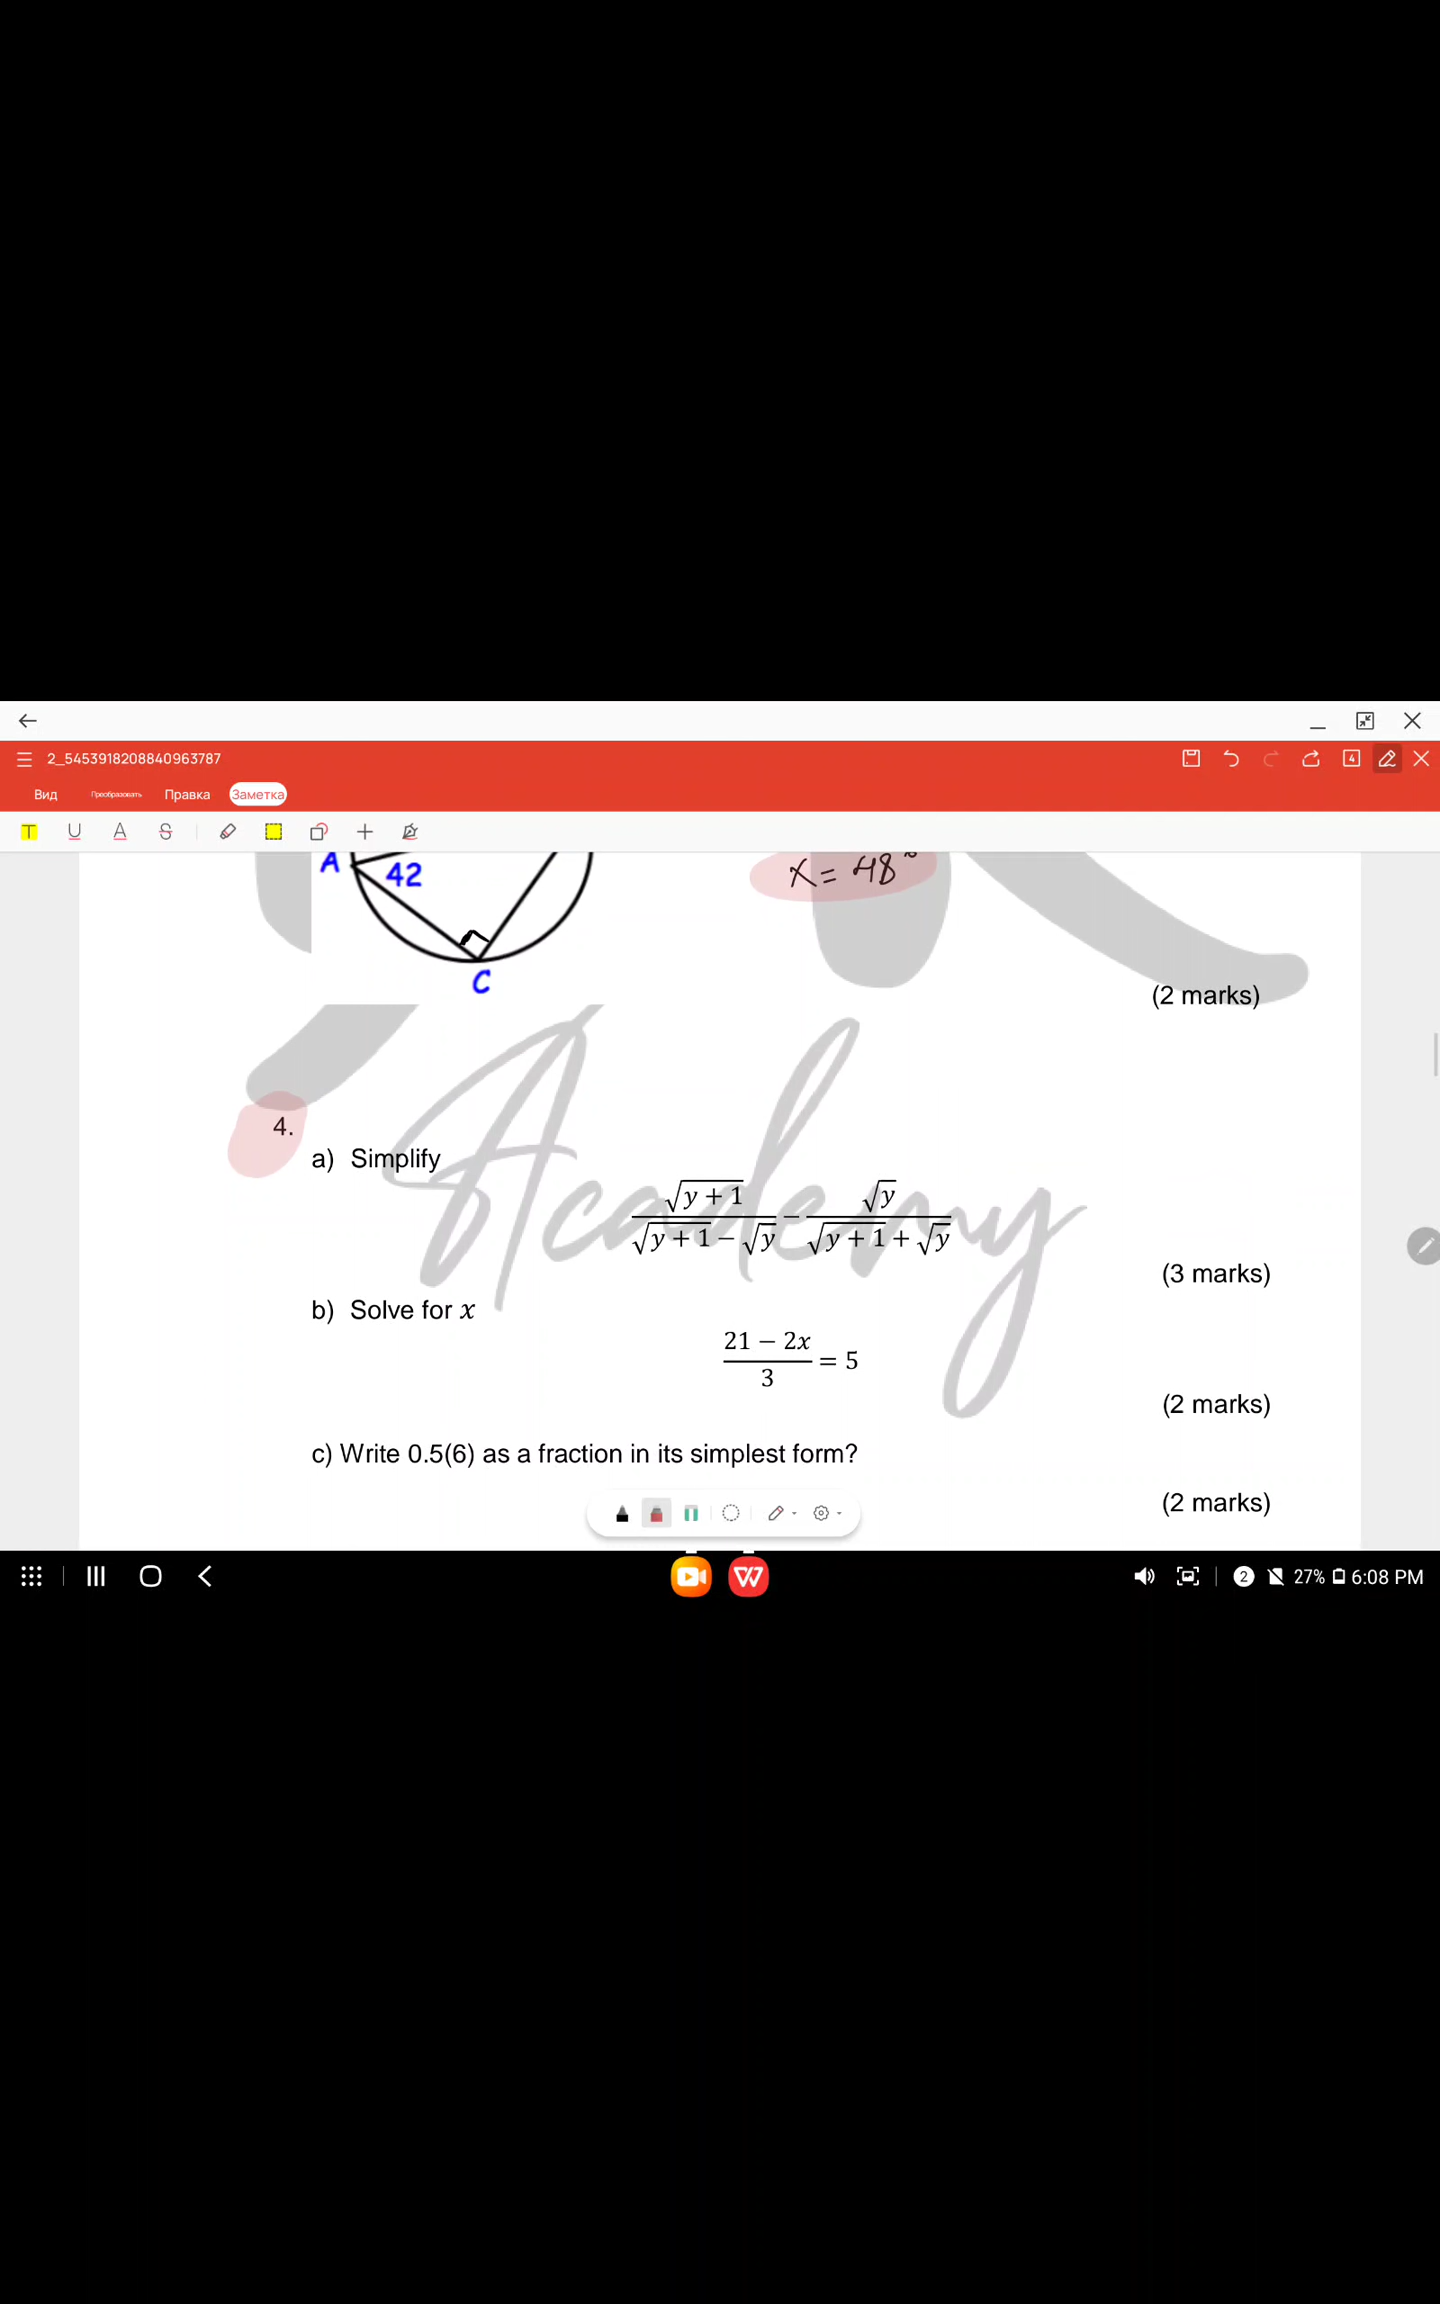 2_5453918208840963787
4
Вид Преобразовать Правка Заметка
T U A S
A 42
x = 48°
C
(2 marks)
Academy
4.
a) Simplify
√(y + 1) / (√(y + 1) − √y) − √y / (√(y + 1) + √y)
(3 marks)
b) Solve for x
(21 − 2x) / 3 = 5
(2 marks)
c) Write 0.5(6) as a fraction in its simplest form?
(2 marks)
2 27% 6:08 PM